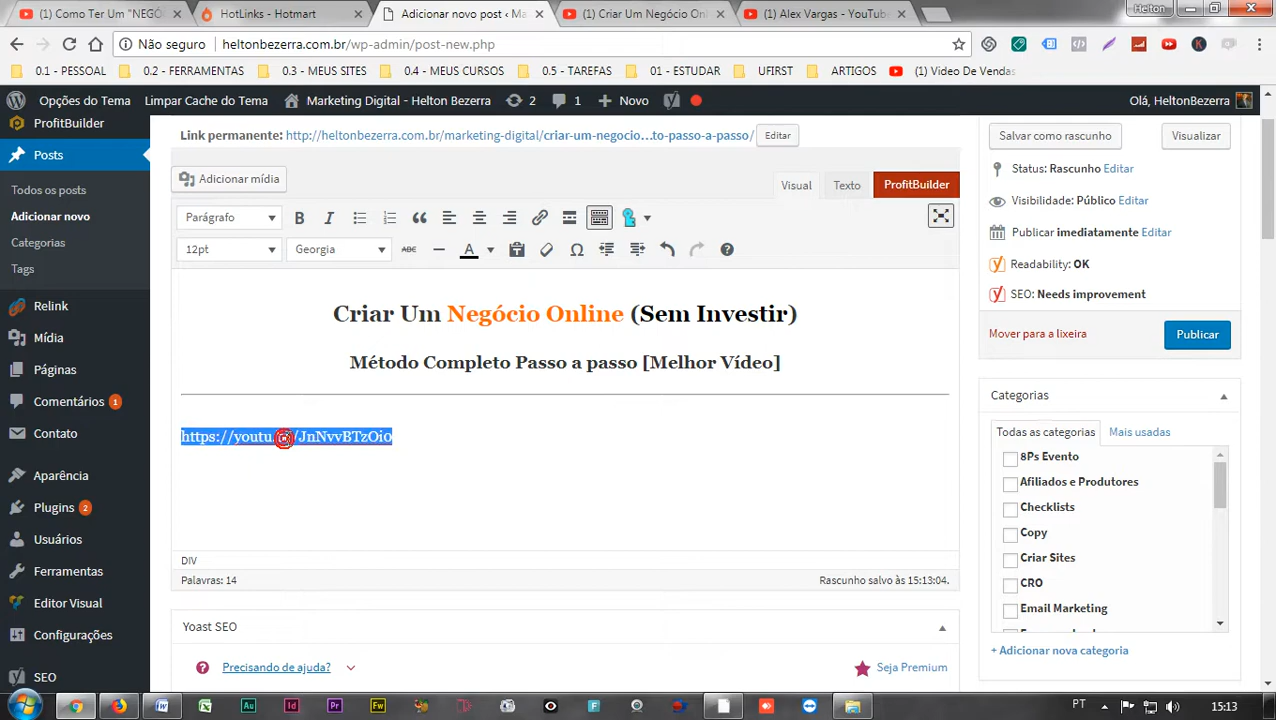 (1) Como Ter Um "NEGÓ
HotLinks - Hotmart
Adicionar novo post ‹ Ma
(1) Criar Um Negócio Onl
(1) Alex Vargas - YouTube
Helton
Não seguro
heltonbezerra.com.br/wp-admin/post-new.php
0.1 - PESSOAL
0.2 - FERRAMENTAS
0.3 - MEUS SITES
0.4 - MEUS CURSOS
0.5 - TAREFAS
01 - ESTUDAR
UFIRST
ARTIGOS
(1) Video De Vendas
Opções do Tema
Limpar Cache do Tema
Marketing Digital - Helton Bezerra
2
1
Novo
Olá, HeltonBezerra
ProfitBuilder
Posts
Todos os posts
Adicionar novo
Categorias
Tags
Relink
Mídia
Páginas
Comentários 1
Contato
Aparência
Plugins 2
Usuários
Ferramentas
Editor Visual
Configurações
SEO
Link permanente: http://heltonbezerra.com.br/marketing-digital/criar-um-negocio…to-passo-a-passo/ Editar
Adicionar mídia
Visual
Texto
ProfitBuilder
Parágrafo
12pt
Georgia
Criar Um Negócio Online (Sem Investir)
Método Completo Passo a passo [Melhor Vídeo]
/JnNvvBTzOio
DIV
Palavras: 14
Rascunho salvo às 15:13:04.
Yoast SEO
Precisando de ajuda?
Seja Premium
Salvar como rascunho
Visualizar
Status: Rascunho Editar
Visibilidade: Público Editar
Publicar imediatamente Editar
Readability: OK
SEO: Needs improvement
Mover para a lixeira
Publicar
Categorias
Todas as categorias
Mais usadas
8Ps Evento
Afiliados e Produtores
Checklists
Copy
Criar Sites
CRO
Email Marketing
+ Adicionar nova categoria
PT
15:13